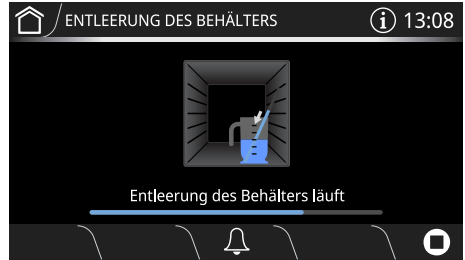 ENTLEERUNG DES BEHÄLTERS
i 13:08
Entleerung des Behälters läuft